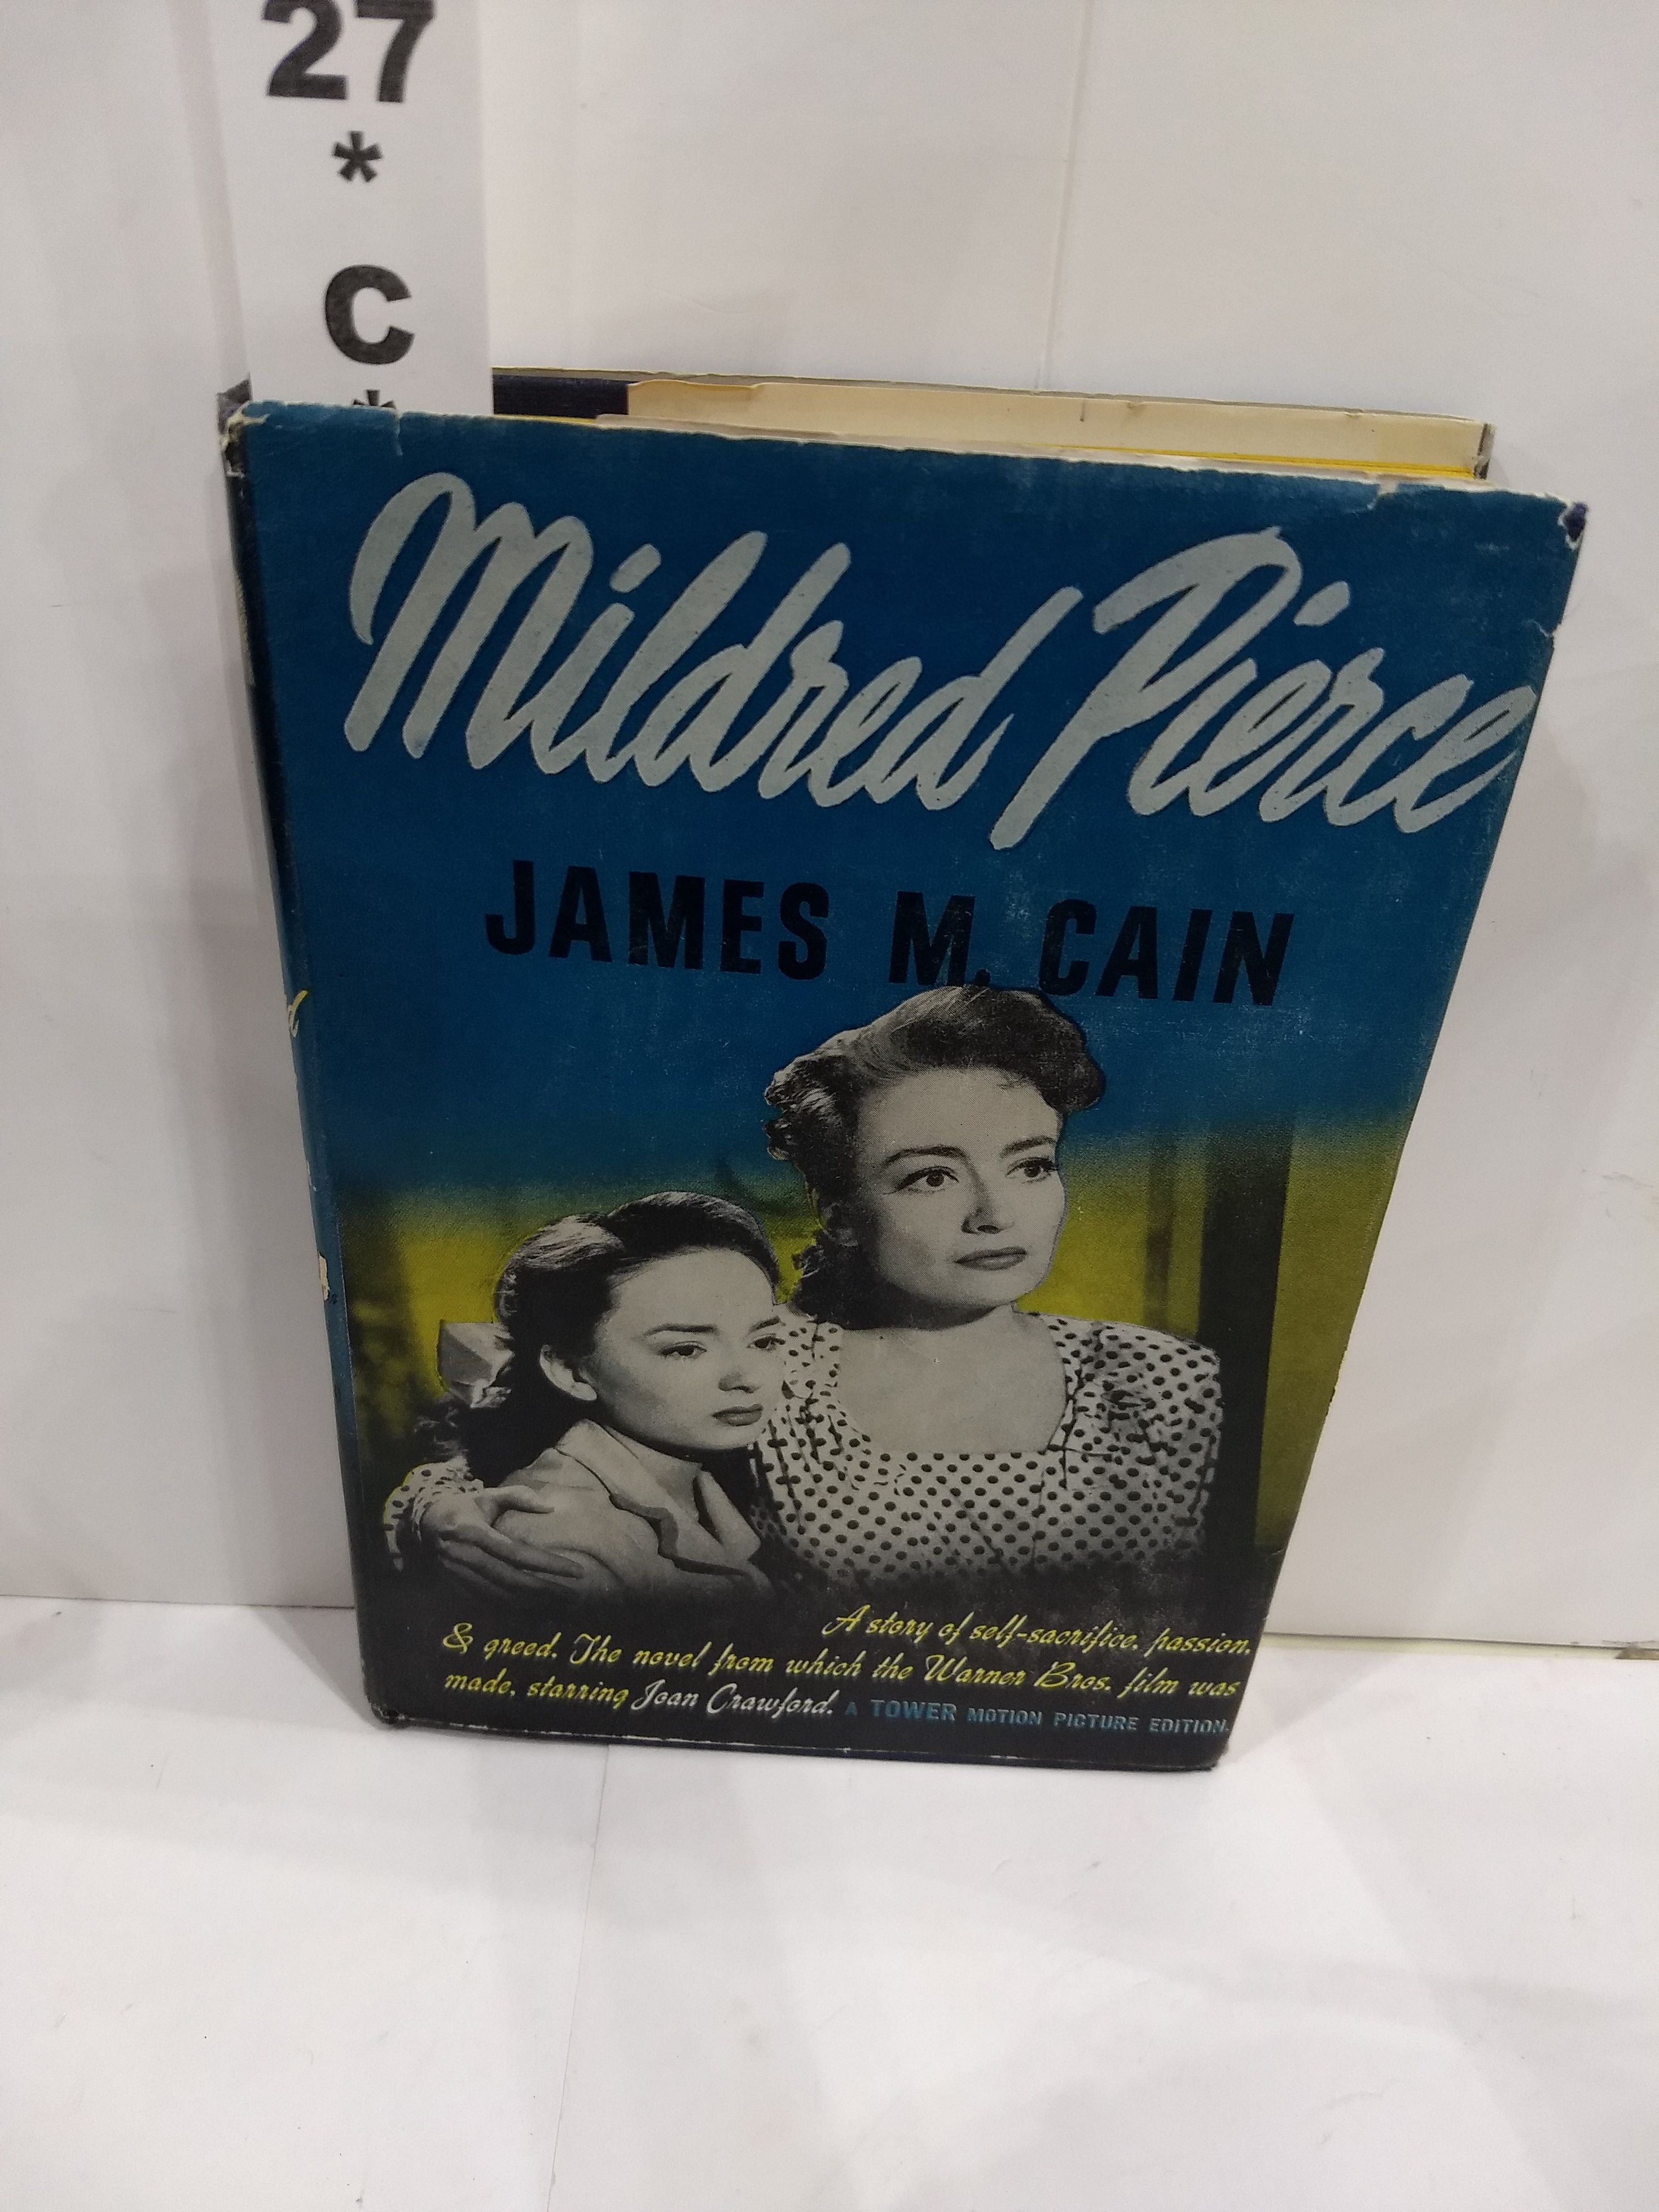 27
*
C
*
Mildred Pierce
JAMES M. CAIN
d
A story of self-sacrifice, passion,
& greed. The novel from which the Warner Bros. film was
made, starring Joan Crawford. A TOWER MOTION PICTURE EDITION.